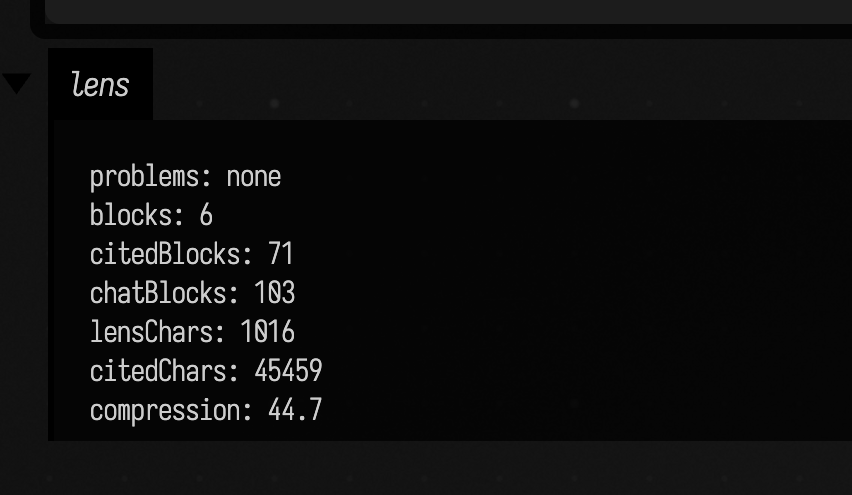 lens
problems: none
blocks: 6
citedBlocks: 71
chatBlocks: 103
lensChars: 1016
citedChars: 45459
compression: 44.7